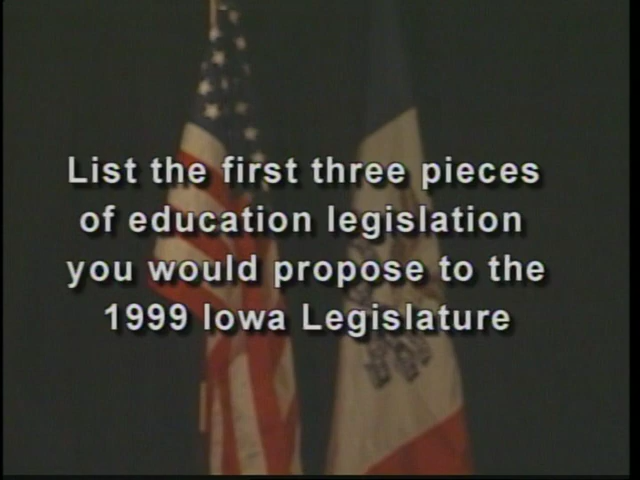 List the first three pieces
of education legislation
you would propose to the
1999 Iowa Legislature